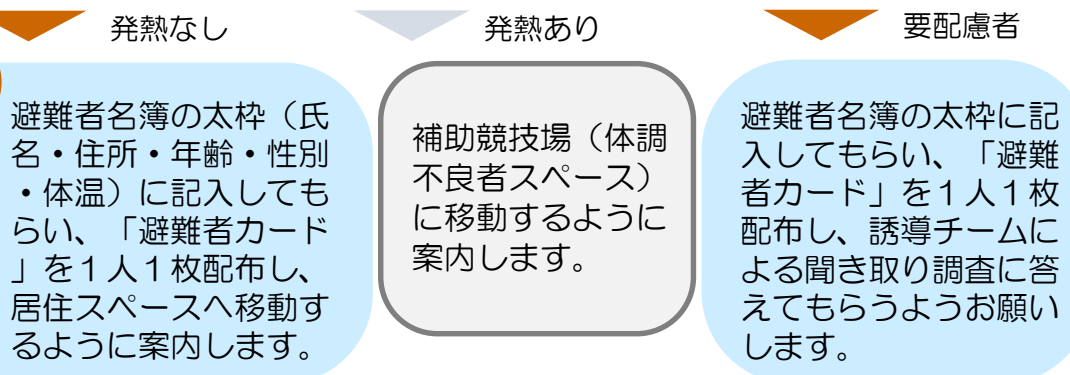 発熱なし
避難者名簿の太枠（氏
名・住所・年齢・性別
・体温）に記入しても
らい、「避難者カード
」を１人１枚配布し、
居住スペースへ移動す
るように案内します。
発熱あり
補助競技場（体調
不良者スペース）
に移動するように
案内します。
要配慮者
避難者名簿の太枠に記
入してもらい、「避難
者カード」を１人１枚
配布し、誘導チームに
よる聞き取り調査に答
えてもらうようお願い
します。